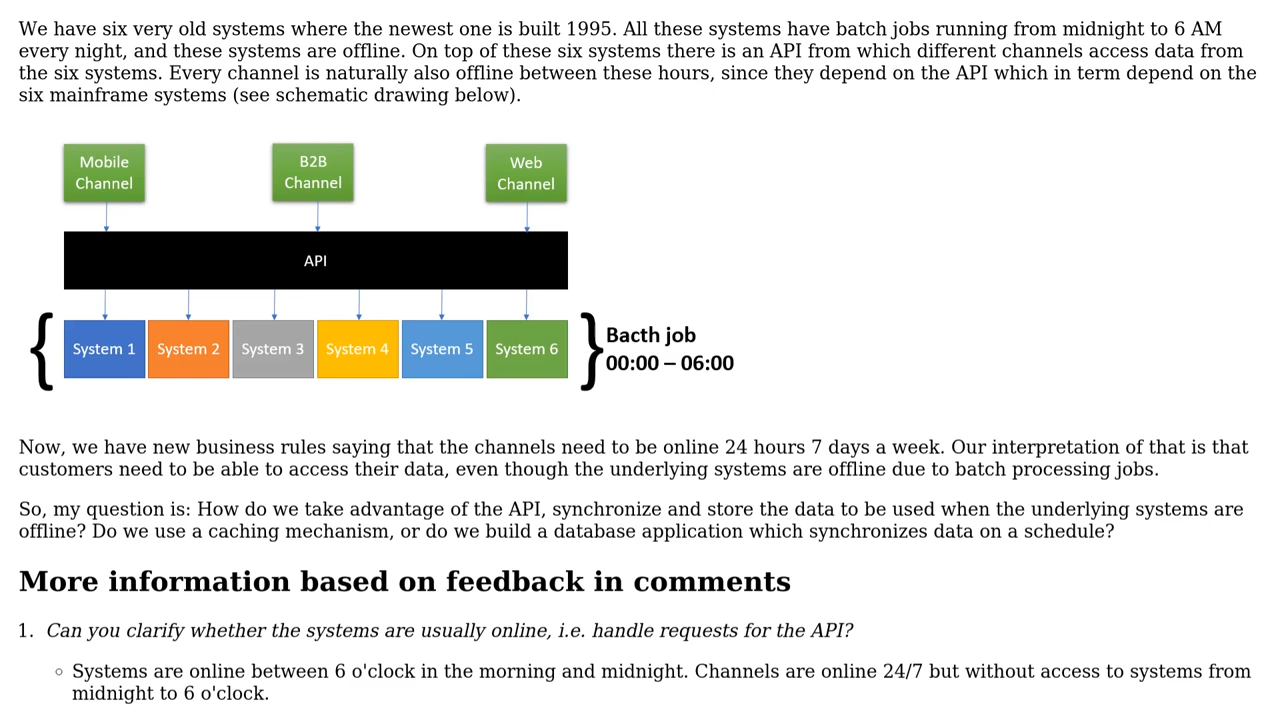 We have six very old systems where the newest one is built 1995. All these systems have batch jobs running from midnight to 6 AM
every night, and these systems are offline. On top of these six systems there is an API from which different channels access data from
the six systems. Every channel is naturally also offline between these hours, since they depend on the API which in term depend on the
six mainframe systems (see schematic drawing below).
Mobile
Channel
B2B
Channel
Web
Channel
API
{ System 1 System 2 System 3 System 4 System 5 System 6 }
Bacth job
00:00 – 06:00
Now, we have new business rules saying that the channels need to be online 24 hours 7 days a week. Our interpretation of that is that
customers need to be able to access their data, even though the underlying systems are offline due to batch processing jobs.
So, my question is: How do we take advantage of the API, synchronize and store the data to be used when the underlying systems are
offline? Do we use a caching mechanism, or do we build a database application which synchronizes data on a schedule?
More information based on feedback in comments
1. Can you clarify whether the systems are usually online, i.e. handle requests for the API?
◦ Systems are online between 6 o'clock in the morning and midnight. Channels are online 24/7 but without access to systems from
midnight to 6 o'clock.